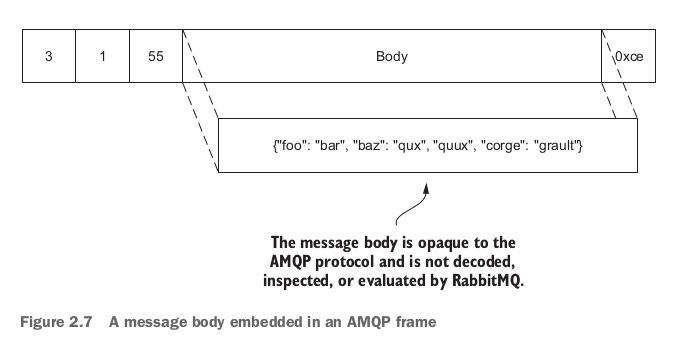 3 1 55 Body 0xce
{"foo": "bar", "baz": "qux", "quux", "corge": "grault"}
The message body is opaque to the
AMQP protocol and is not decoded,
inspected, or evaluated by RabbitMQ.
Figure 2.7 A message body embedded in an AMQP frame